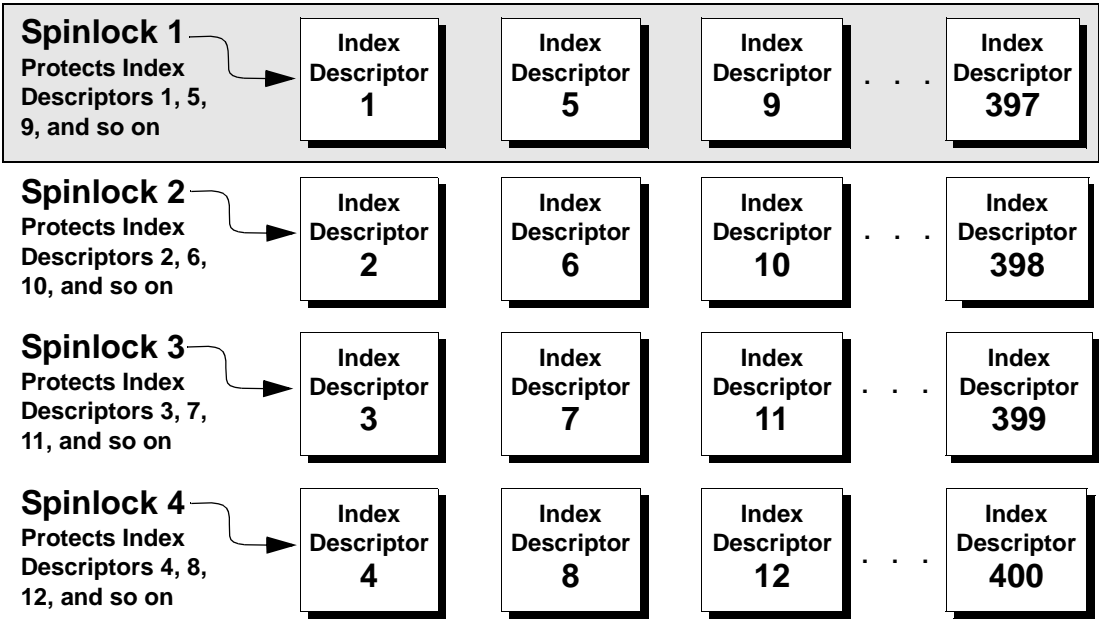 Spinlock 1
Protects Index
Descriptors 1, 5,
9, and so on
Index
Descriptor
1
Index
Descriptor
5
Index
Descriptor
9
. . .
Index
Descriptor
397
Spinlock 2
Protects Index
Descriptors 2, 6,
10, and so on
Index
Descriptor
2
Index
Descriptor
6
Index
Descriptor
10
. . .
Index
Descriptor
398
Spinlock 3
Protects Index
Descriptors 3, 7,
11, and so on
Index
Descriptor
3
Index
Descriptor
7
Index
Descriptor
11
. . .
Index
Descriptor
399
Spinlock 4
Protects Index
Descriptors 4, 8,
12, and so on
Index
Descriptor
4
Index
Descriptor
8
Index
Descriptor
12
. . .
Index
Descriptor
400